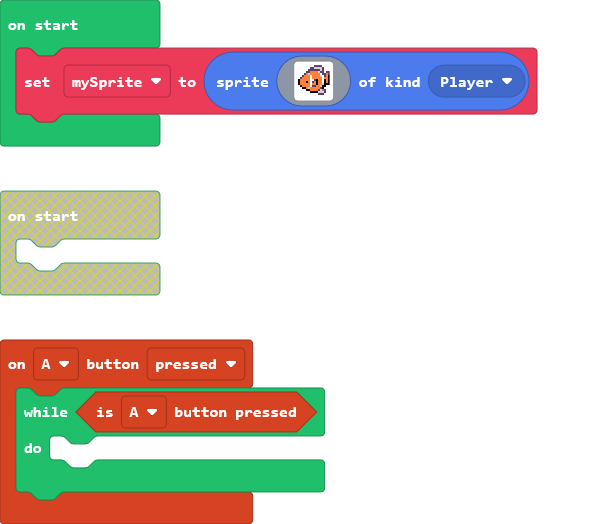 on start
set mySprite to sprite of kind Player
on start
on A button pressed
while is A button pressed
do